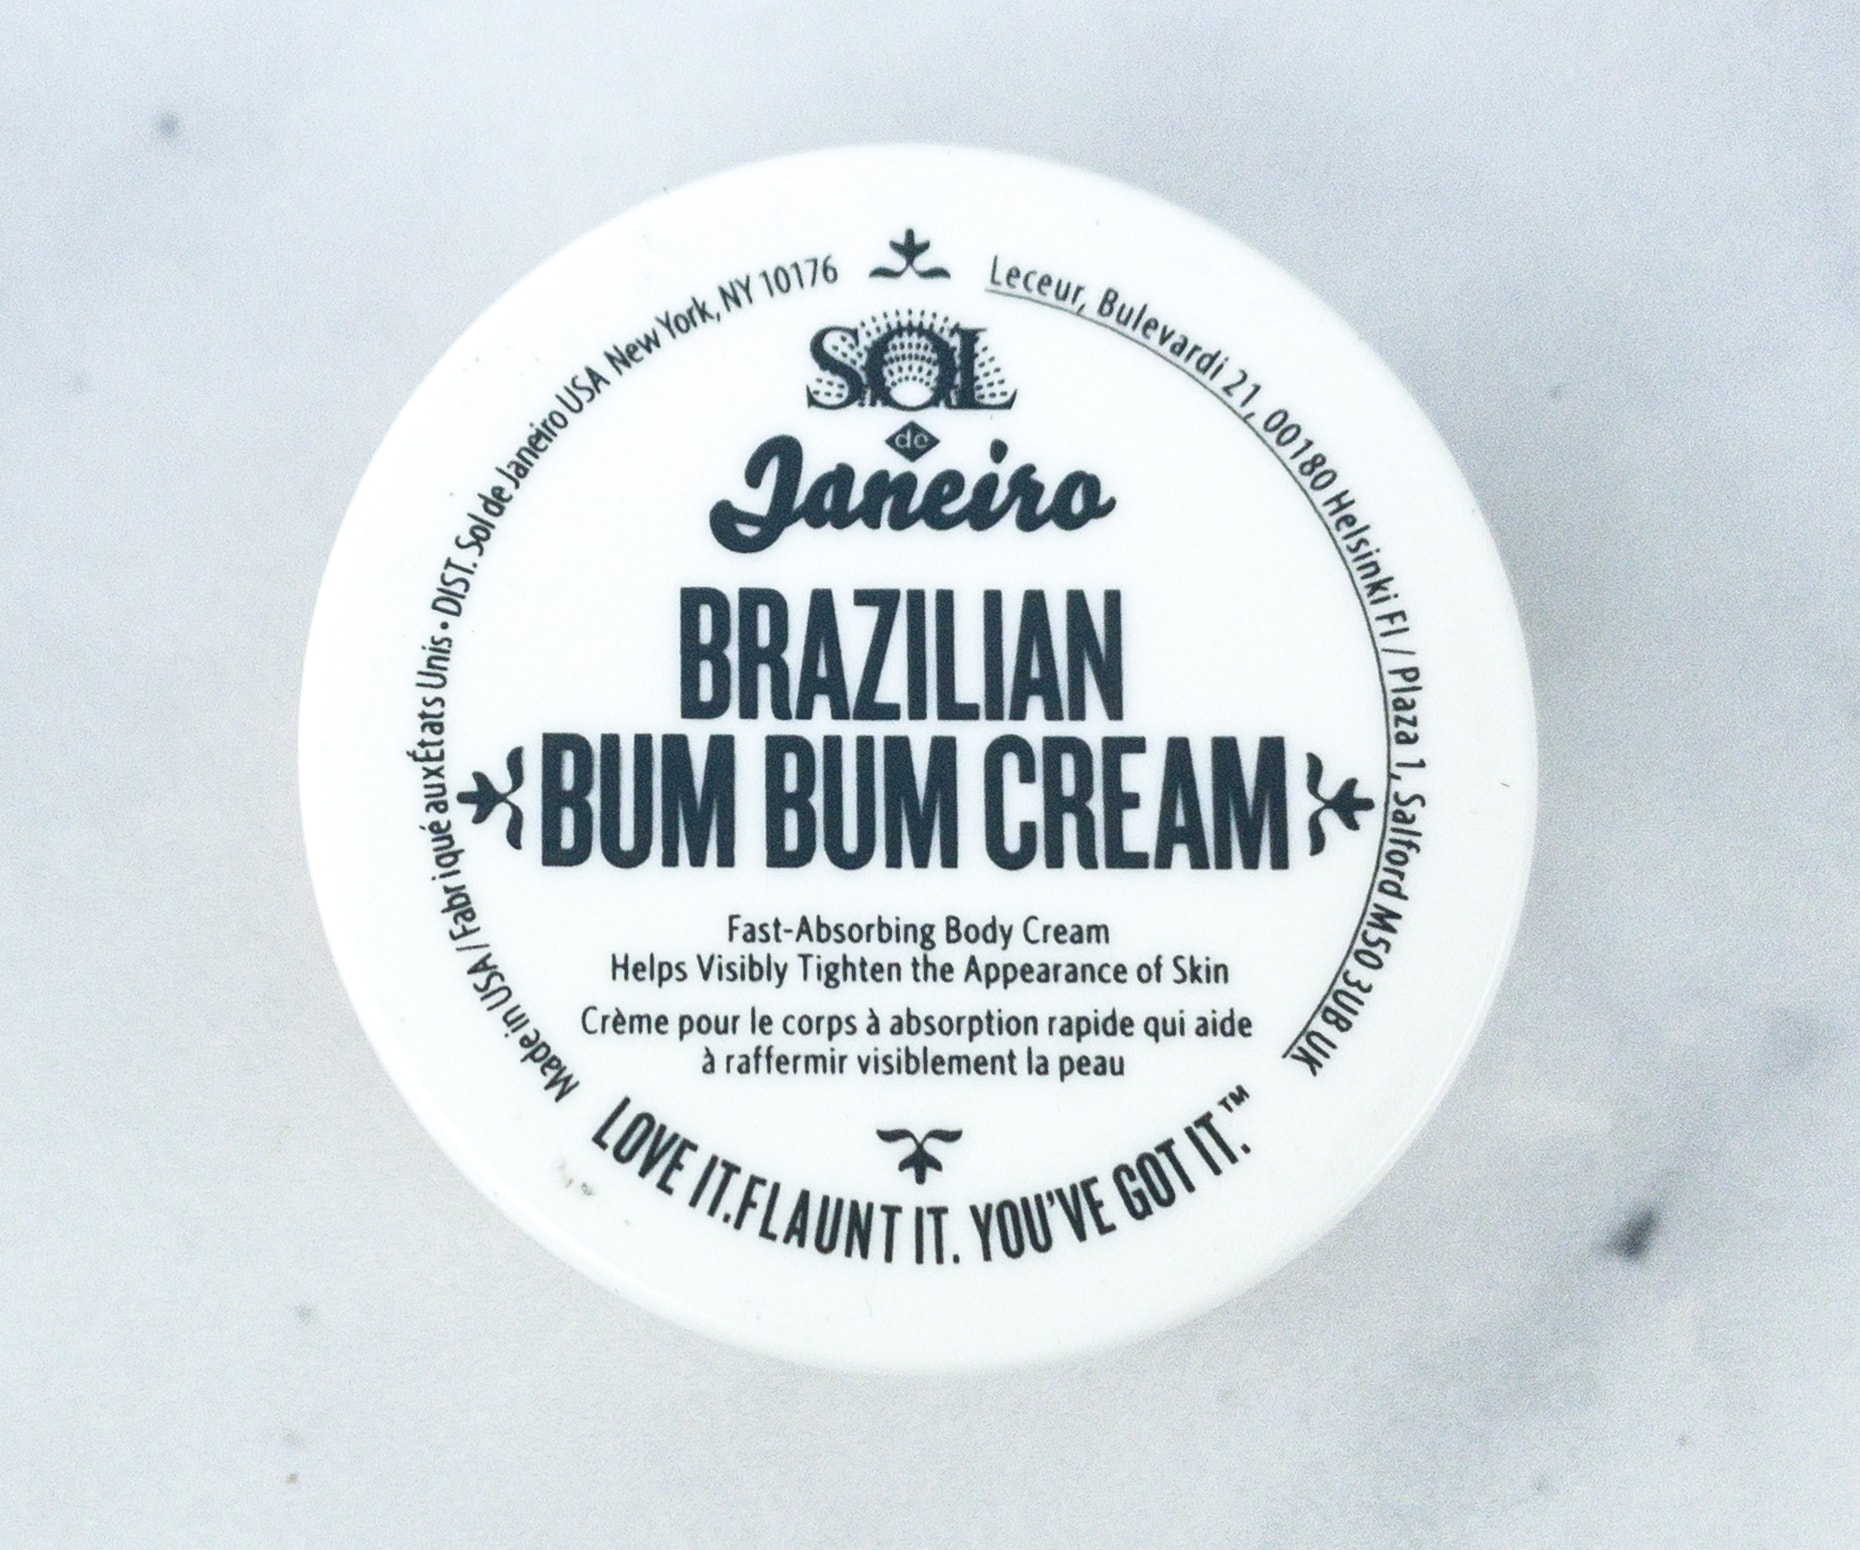 SOL
de
Janeiro
BRAZILIAN
BUM BUM CREAM
Fast-Absorbing Body Cream
Helps Visibly Tighten the Appearance of Skin
Crème pour le corps à absorption rapide qui aide
à raffermir visiblement la peau
LOVE IT. FLAUNT IT. YOU'VE GOT IT.™
Made in USA / Fabriqué aux États Unis • DIST. Sol de Janeiro USA New York, NY 10176
Leceur, Bulevardi 21, 00180 Helsinki FI / Plaza 1, Salford M50 3UB UK